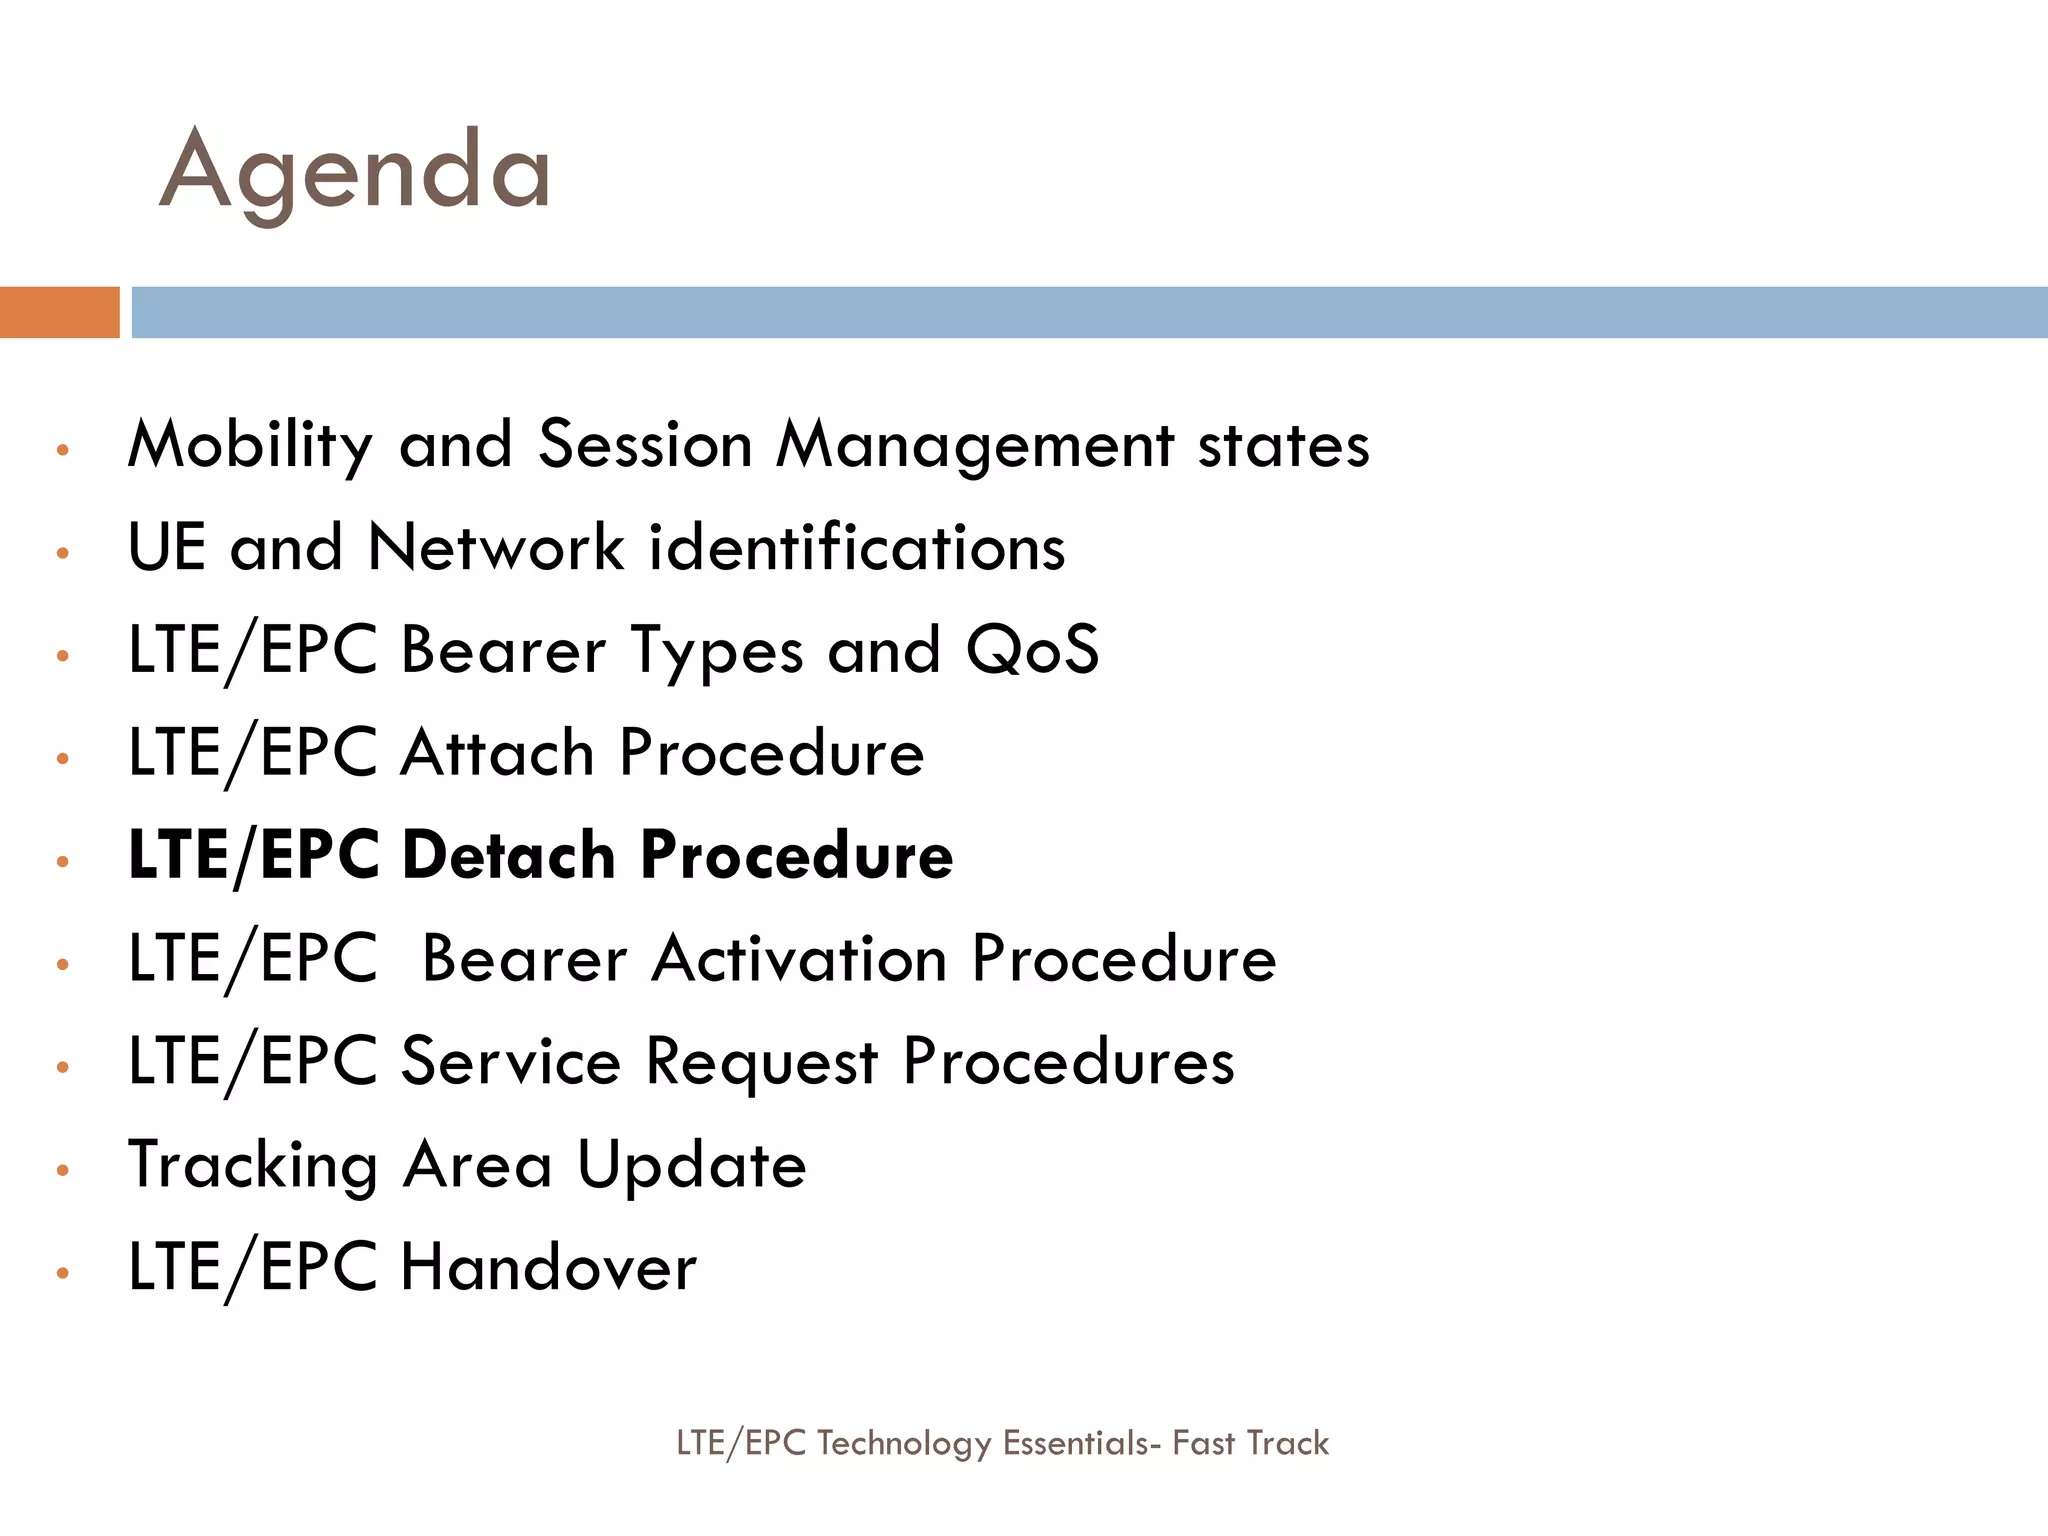 Agenda
• Mobility and Session Management states
• UE and Network identifications
• LTE/EPC Bearer Types and QoS
• LTE/EPC Attach Procedure
• LTE/EPC Detach Procedure
• LTE/EPC  Bearer Activation Procedure
• LTE/EPC Service Request Procedures
• Tracking Area Update
• LTE/EPC Handover
LTE/EPC Technology Essentials- Fast Track